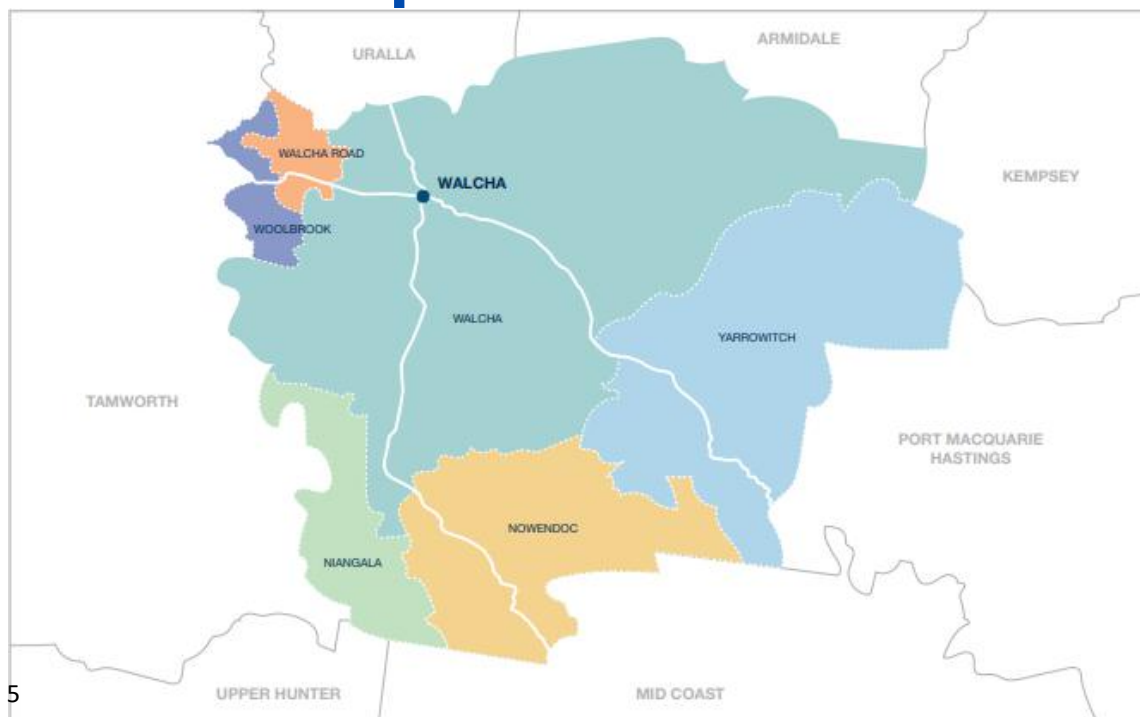 URALLA
ARMIDALE
WALCHA ROAD
KEMPSEY
WALCHA
WOOLBROOK
WALCHA
YARROWITCH
TAMWORTH
PORT MACQUARIE
HASTINGS
NOWENDOC
NIANGALA
UPPER HUNTER
MID COAST
5